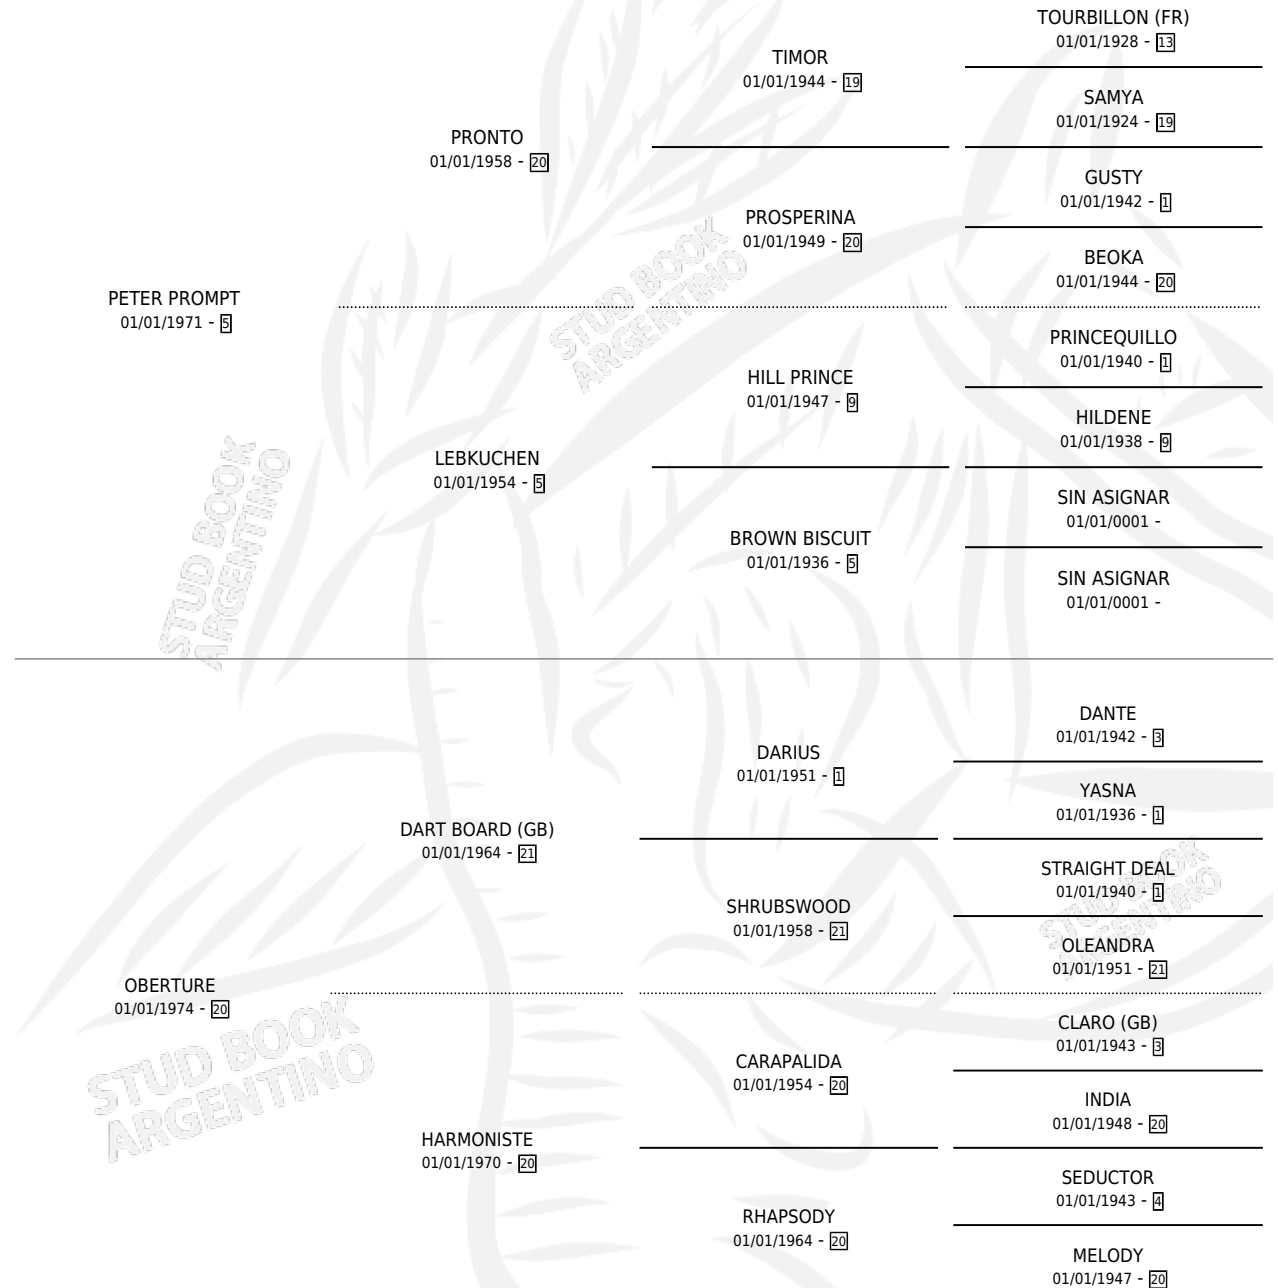 TOURBILLON (FR)
01/01/1928 - 13
TIMOR
01/01/1944 - 19
SAMYA
01/01/1924 - 19
PRONTO
01/01/1958 - 20
GUSTY
01/01/1942 - 1
PROSPERINA
01/01/1949 - 20
BEOKA
01/01/1944 - 20
PETER PROMPT
01/01/1971 - 5
PRINCEQUILLO
01/01/1940 - 1
HILL PRINCE
01/01/1947 - 9
HILDENE
01/01/1938 - 9
LEBKUCHEN
01/01/1954 - 5
SIN ASIGNAR
01/01/0001 -
BROWN BISCUIT
01/01/1936 - 5
SIN ASIGNAR
01/01/0001 -
STUD BOOK
ARGENTINO
STUD BOOK
ARGENTINO
DANTE
01/01/1942 - 3
DARIUS
01/01/1951 - 1
YASNA
01/01/1936 - 1
DART BOARD (GB)
01/01/1964 - 21
STRAIGHT DEAL
01/01/1940 - 1
SHRUBSWOOD
01/01/1958 - 21
OLEANDRA
01/01/1951 - 21
STUD BOOK
ARGENTINO
OBERTURE
01/01/1974 - 20
CLARO (GB)
01/01/1943 - 3
CARAPALIDA
01/01/1954 - 20
INDIA
01/01/1948 - 20
HARMONISTE
01/01/1970 - 20
SEDUCTOR
01/01/1943 - 4
RHAPSODY
01/01/1964 - 20
MELODY
01/01/1947 - 20
STUD BOOK
ARGENTINO